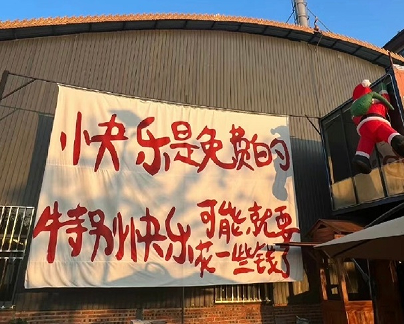 快乐是免费的
特别快乐可能就要
花一些钱了